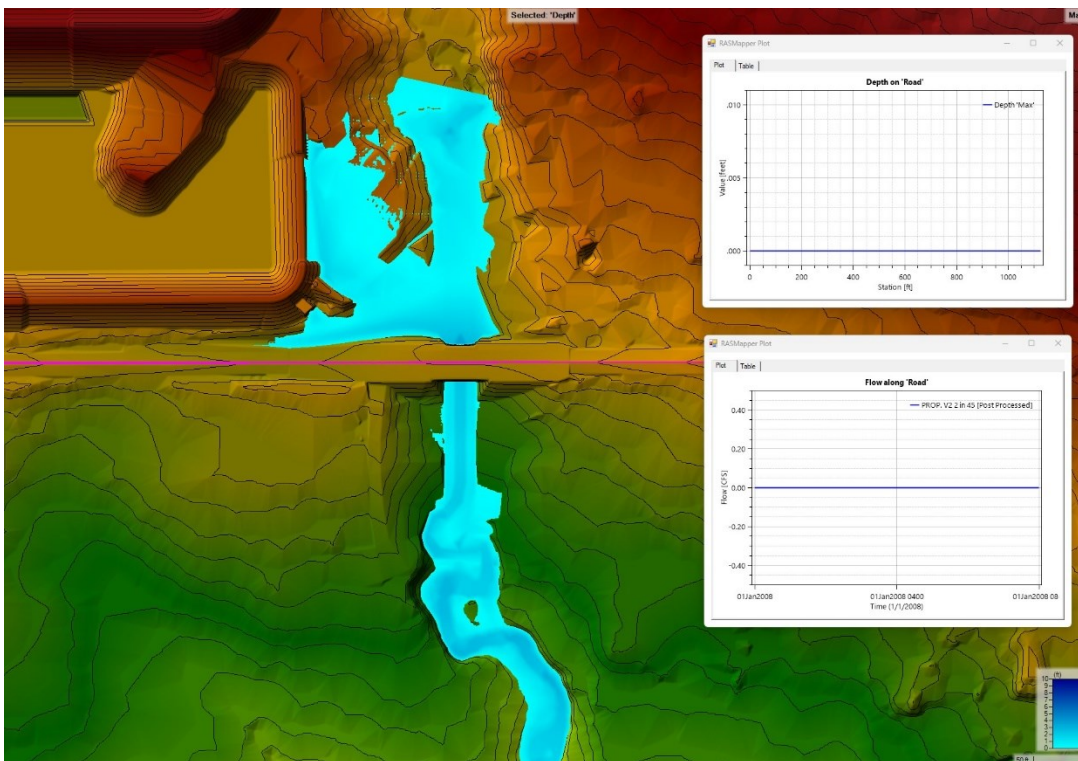 Selected: 'Depth'
Ma
RASMapper Plot
Plot Table
Depth on 'Road'
Depth 'Max'
.010
.005
.000
Value [feet]
0 200 400 600 800 1000
Station [ft]
RASMapper Plot
Plot Table
Flow along 'Road'
PROP. V2 2 in 45 [Post Processed]
0.40
0.20
0.00
-0.20
-0.40
Flow [CFS]
01Jan2008 01Jan2008 0400 01Jan2008 08
Time (1/1/2008)
(ft)
10
9
8
7
6
5
4
3
2
1
0
50 ft